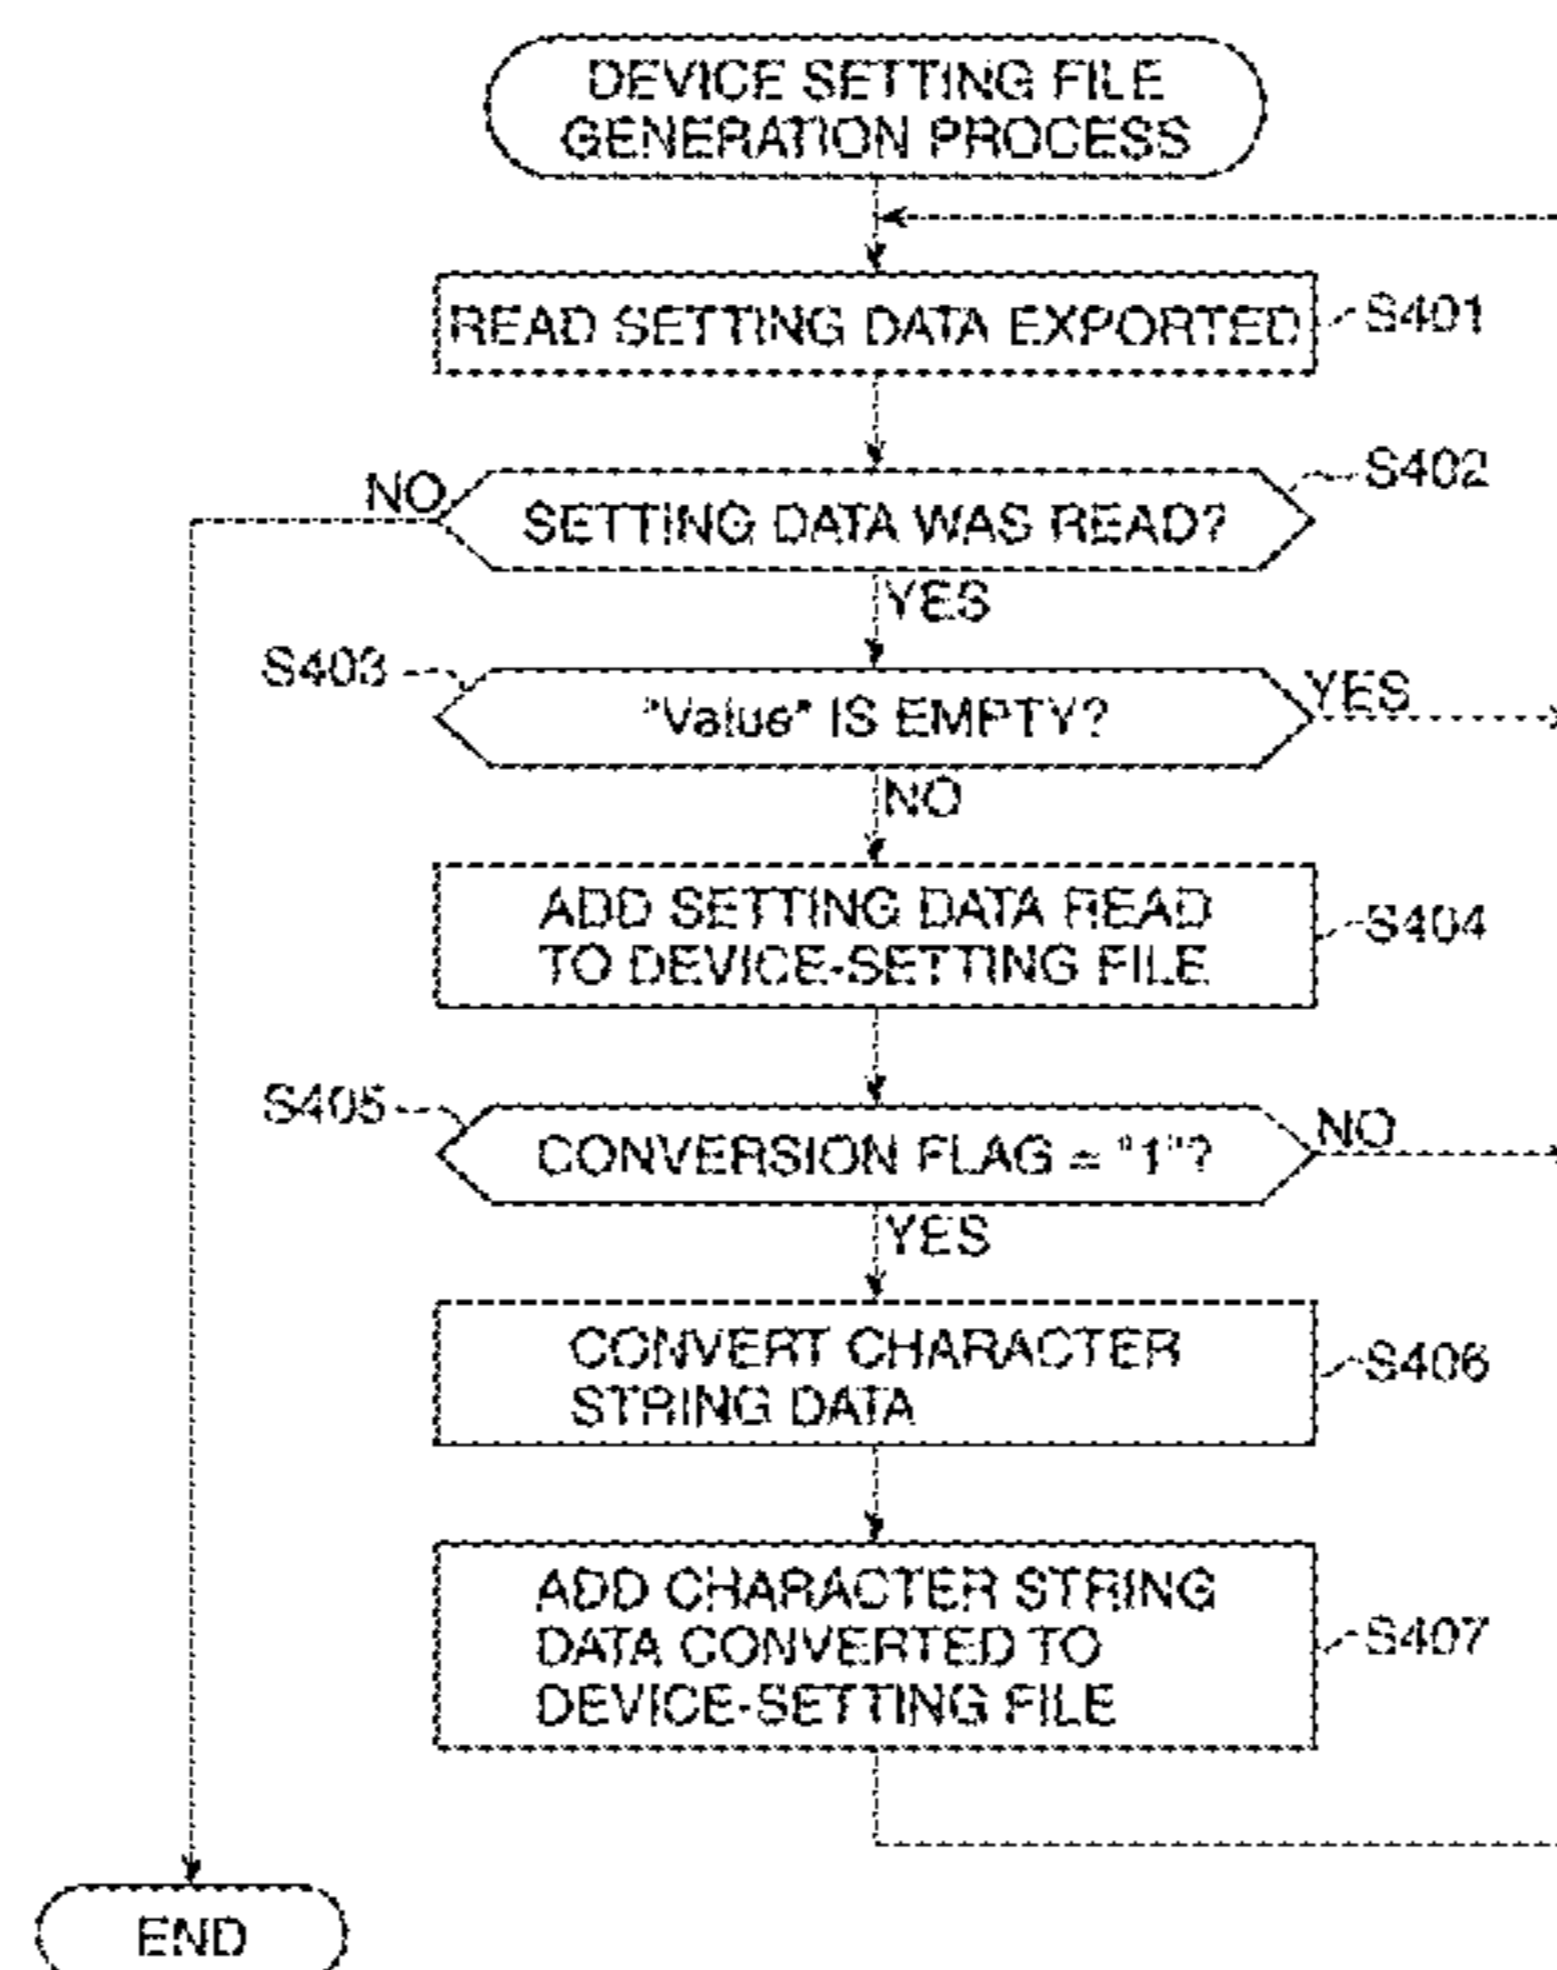 DEVICE SETTING FILE
GENERATION PROCESS
READ SETTING DATA EXPORTED
S401
NO
SETTING DATA WAS READ?
S402
YES
S403
"Value" IS EMPTY?
YES
NO
ADD SETTING DATA READ
TO DEVICE-SETTING FILE
S404
S405
CONVERSION FLAG = "1"?
NO
YES
CONVERT CHARACTER
STRING DATA
S406
ADD CHARACTER STRING
DATA CONVERTED TO
DEVICE-SETTING FILE
S407
END